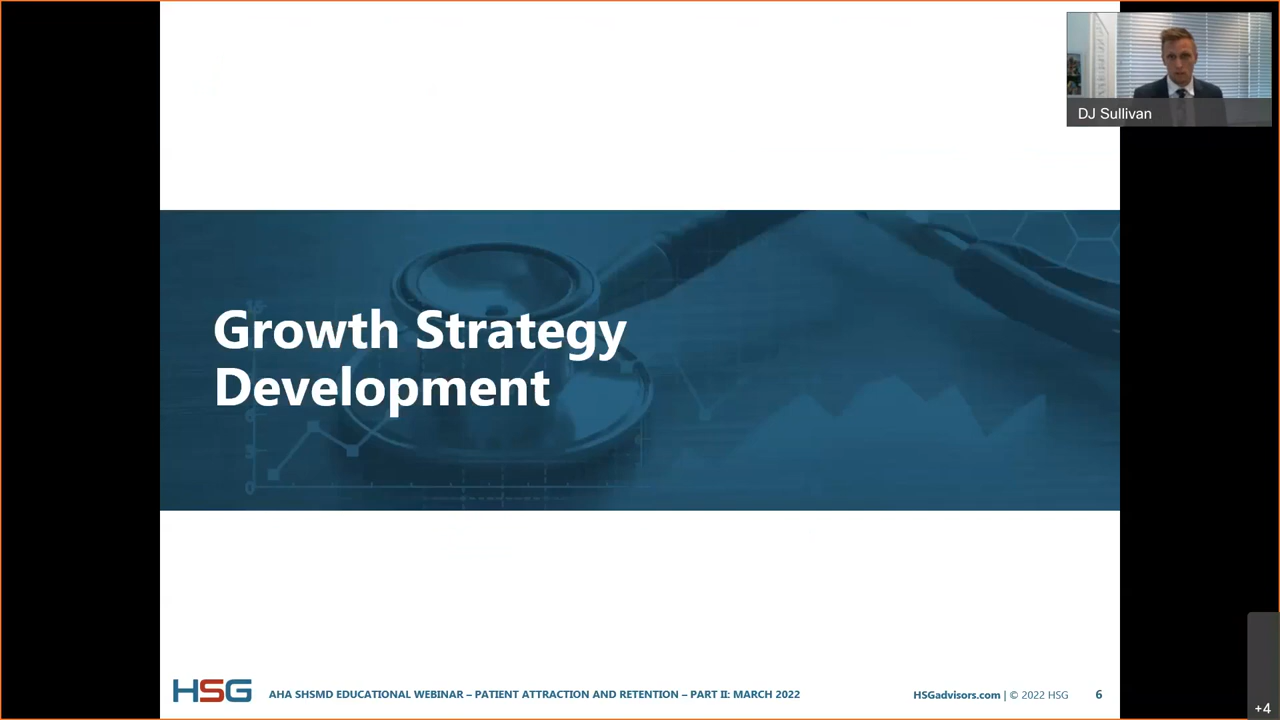 DJ Sullivan
Growth Strategy
Development
0
HSG
AHA SHSMD EDUCATIONAL WEBINAR – PATIENT ATTRACTION AND RETENTION – PART II: MARCH 2022
HSGadvisors.com | © 2022 HSG
6
+4